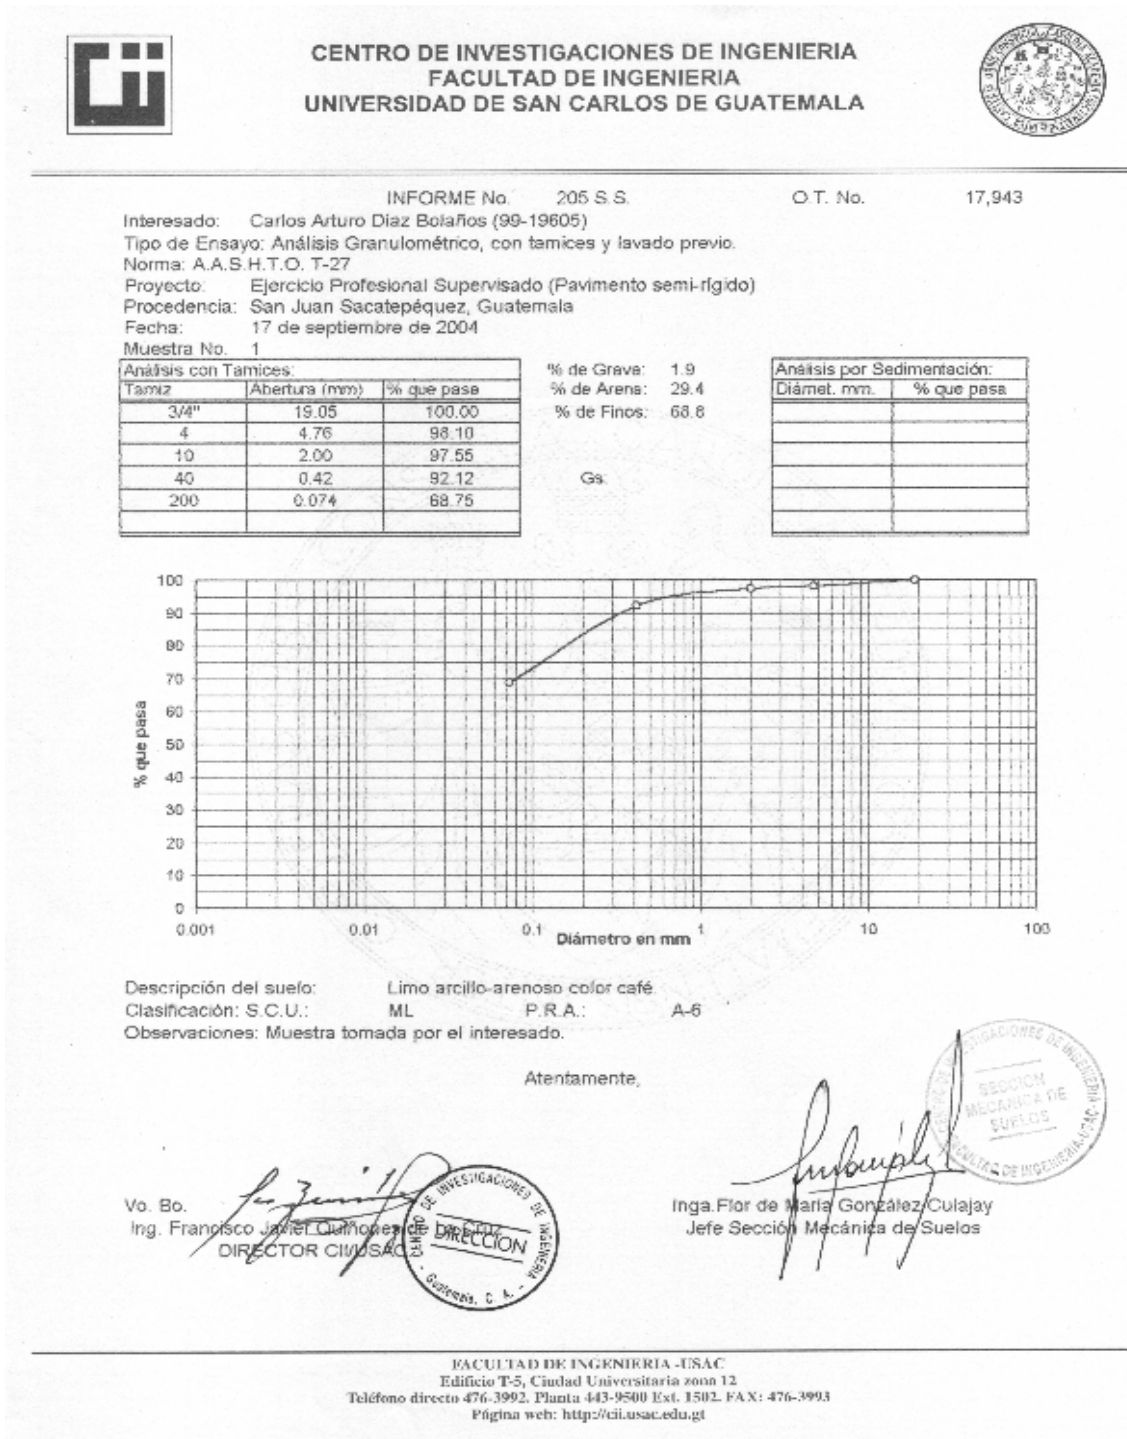 Cii
CENTRO DE INVESTIGACIONES DE INGENIERIA
FACULTAD DE INGENIERIA
UNIVERSIDAD DE SAN CARLOS DE GUATEMALA
INFORME No. 205 S.S. O.T. No. 17,943
Interesado: Carlos Arturo Diaz Bolaños (99-19605)
Tipo de Ensayo: Análisis Granulométrico, con tamices y lavado previo.
Norma: A.A.S.H.T.O. T-27
Proyecto: Ejercicio Profesional Supervisado (Pavimento semi-rígido)
Procedencia: San Juan Sacatepéquez, Guatemala
Fecha: 17 de septiembre de 2004
Muestra No. 1
Análisis con Tamices:
Tamiz Abertura (mm) % que pasa
3/4" 19.05 100.00
4 4.76 98.10
10 2.00 97.55
40 0.42 92.12
200 0.074 68.75
% de Grava: 1.9
% de Arena: 29.4
% de Finos: 68.8
Gs:
Análisis por Sedimentación:
Diámet. mm. % que pasa
% que pasa
100
90
80
70
60
50
40
30
20
10
0
0.001 0.01 0.1 1 10 100
Diámetro en mm
Descripción del suelo: Limo arcillo-arenoso color café.
Clasificación: S.C.U.: ML P.R.A.: A-6
Observaciones: Muestra tomada por el interesado.
Atentamente,
SECCION
MECANICA DE
SUELOS
CENTRO DE INVESTIGACIONES DE INGENIERIA
DIRECCION
Guatemala, C. A.
Vo. Bo.
Ing. Francisco Javier Quiñonez de La Cruz
DIRECTOR CII/USAC
Inga.Flor de María González Culajay
Jefe Sección Mecánica de Suelos
FACULTAD DE INGENIERIA -USAC
Edificio T-5, Ciudad Universitaria zona 12
Teléfono directo 476-3992. Planta 443-9500 Ext. 1502. FAX: 476-3993
Página web: http://cii.usac.edu.gt